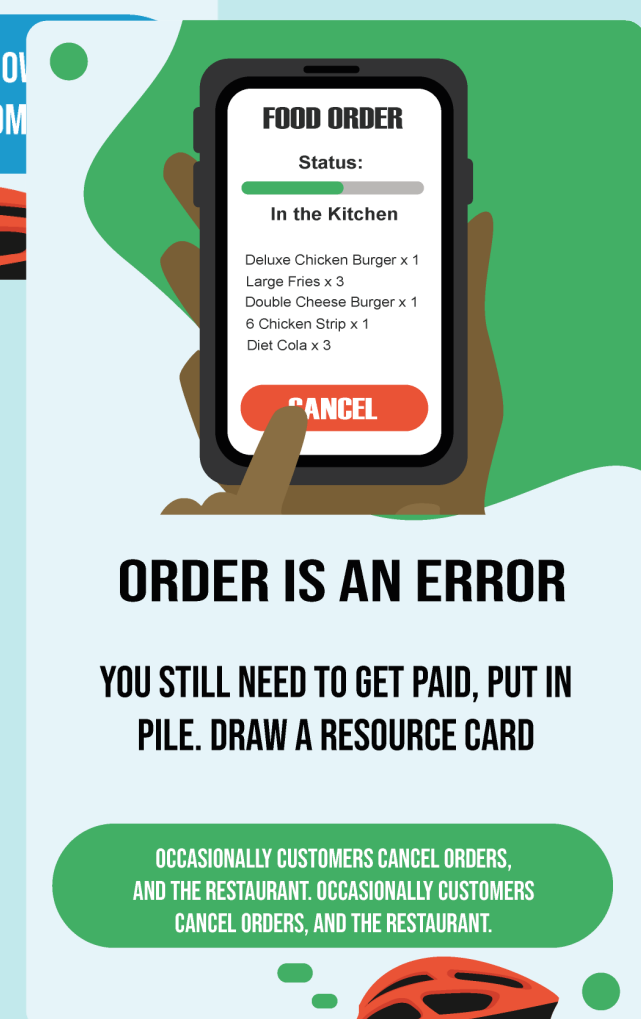 FOOD ORDER
Status:
In the Kitchen
Deluxe Chicken Burger x 1
Large Fries x 3
Double Cheese Burger x 1
6 Chicken Strip x 1
Diet Cola x 3
CANCEL
ORDER IS AN ERROR
YOU STILL NEED TO GET PAID, PUT IN
PILE. DRAW A RESOURCE CARD
OCCASIONALLY CUSTOMERS CANCEL ORDERS,
AND THE RESTAURANT. OCCASIONALLY CUSTOMERS
CANCEL ORDERS, AND THE RESTAURANT.